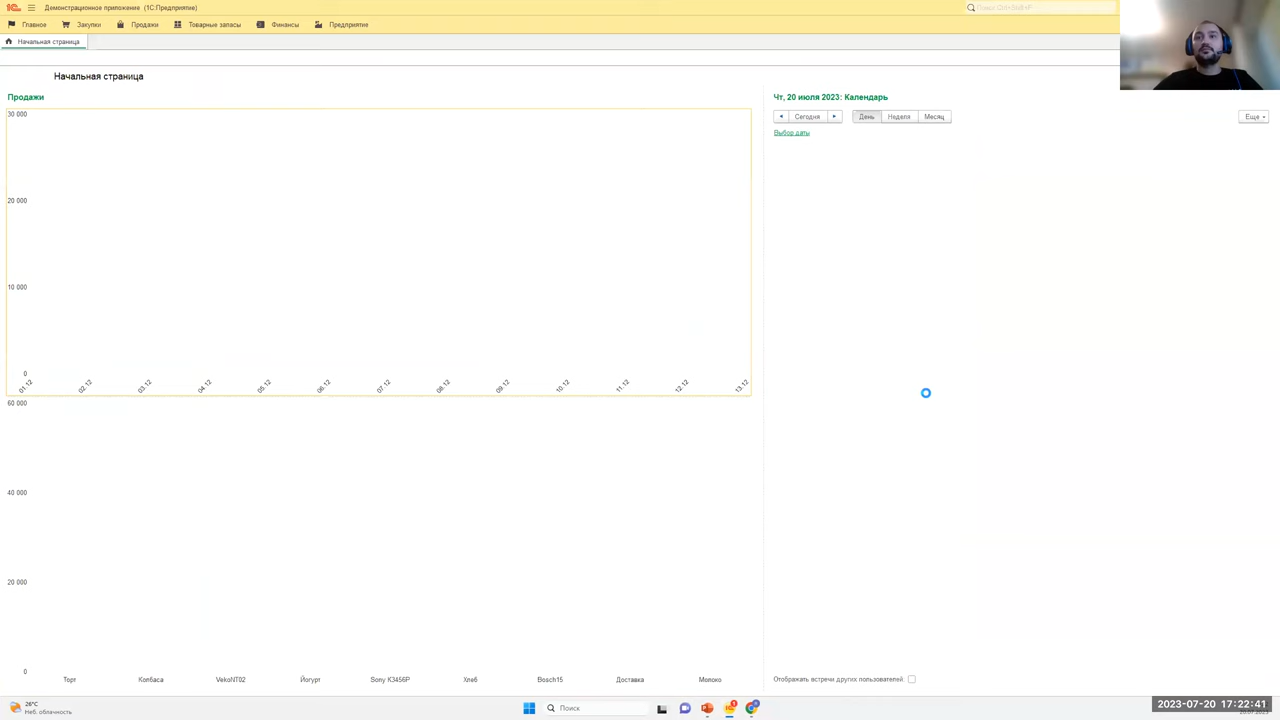 1С Демонстрационное приложение (1С:Предприятие)
Поиск Ctrl+Shift+F
Главное Закупки Продажи Товарные запасы Финансы Предприятие
Начальная страница
Начальная страница
Продажи
30 000
20 000
10 000
0
01.12 02.12 03.12 04.12 05.12 06.12 07.12 08.12 09.12 10.12 11.12 12.12 13.12
60 000
40 000
20 000
0
Торт Колбаса VekoNT02 Йогурт Sony K3456P Хлеб Bosch15 Доставка Молоко
Чт, 20 июля 2023: Календарь
Сегодня День Неделя Месяц Еще
Выбор даты
Отображать встречи других пользователей:
26°C
Неб. облачность
Поиск
2023-07-20 17:22:41